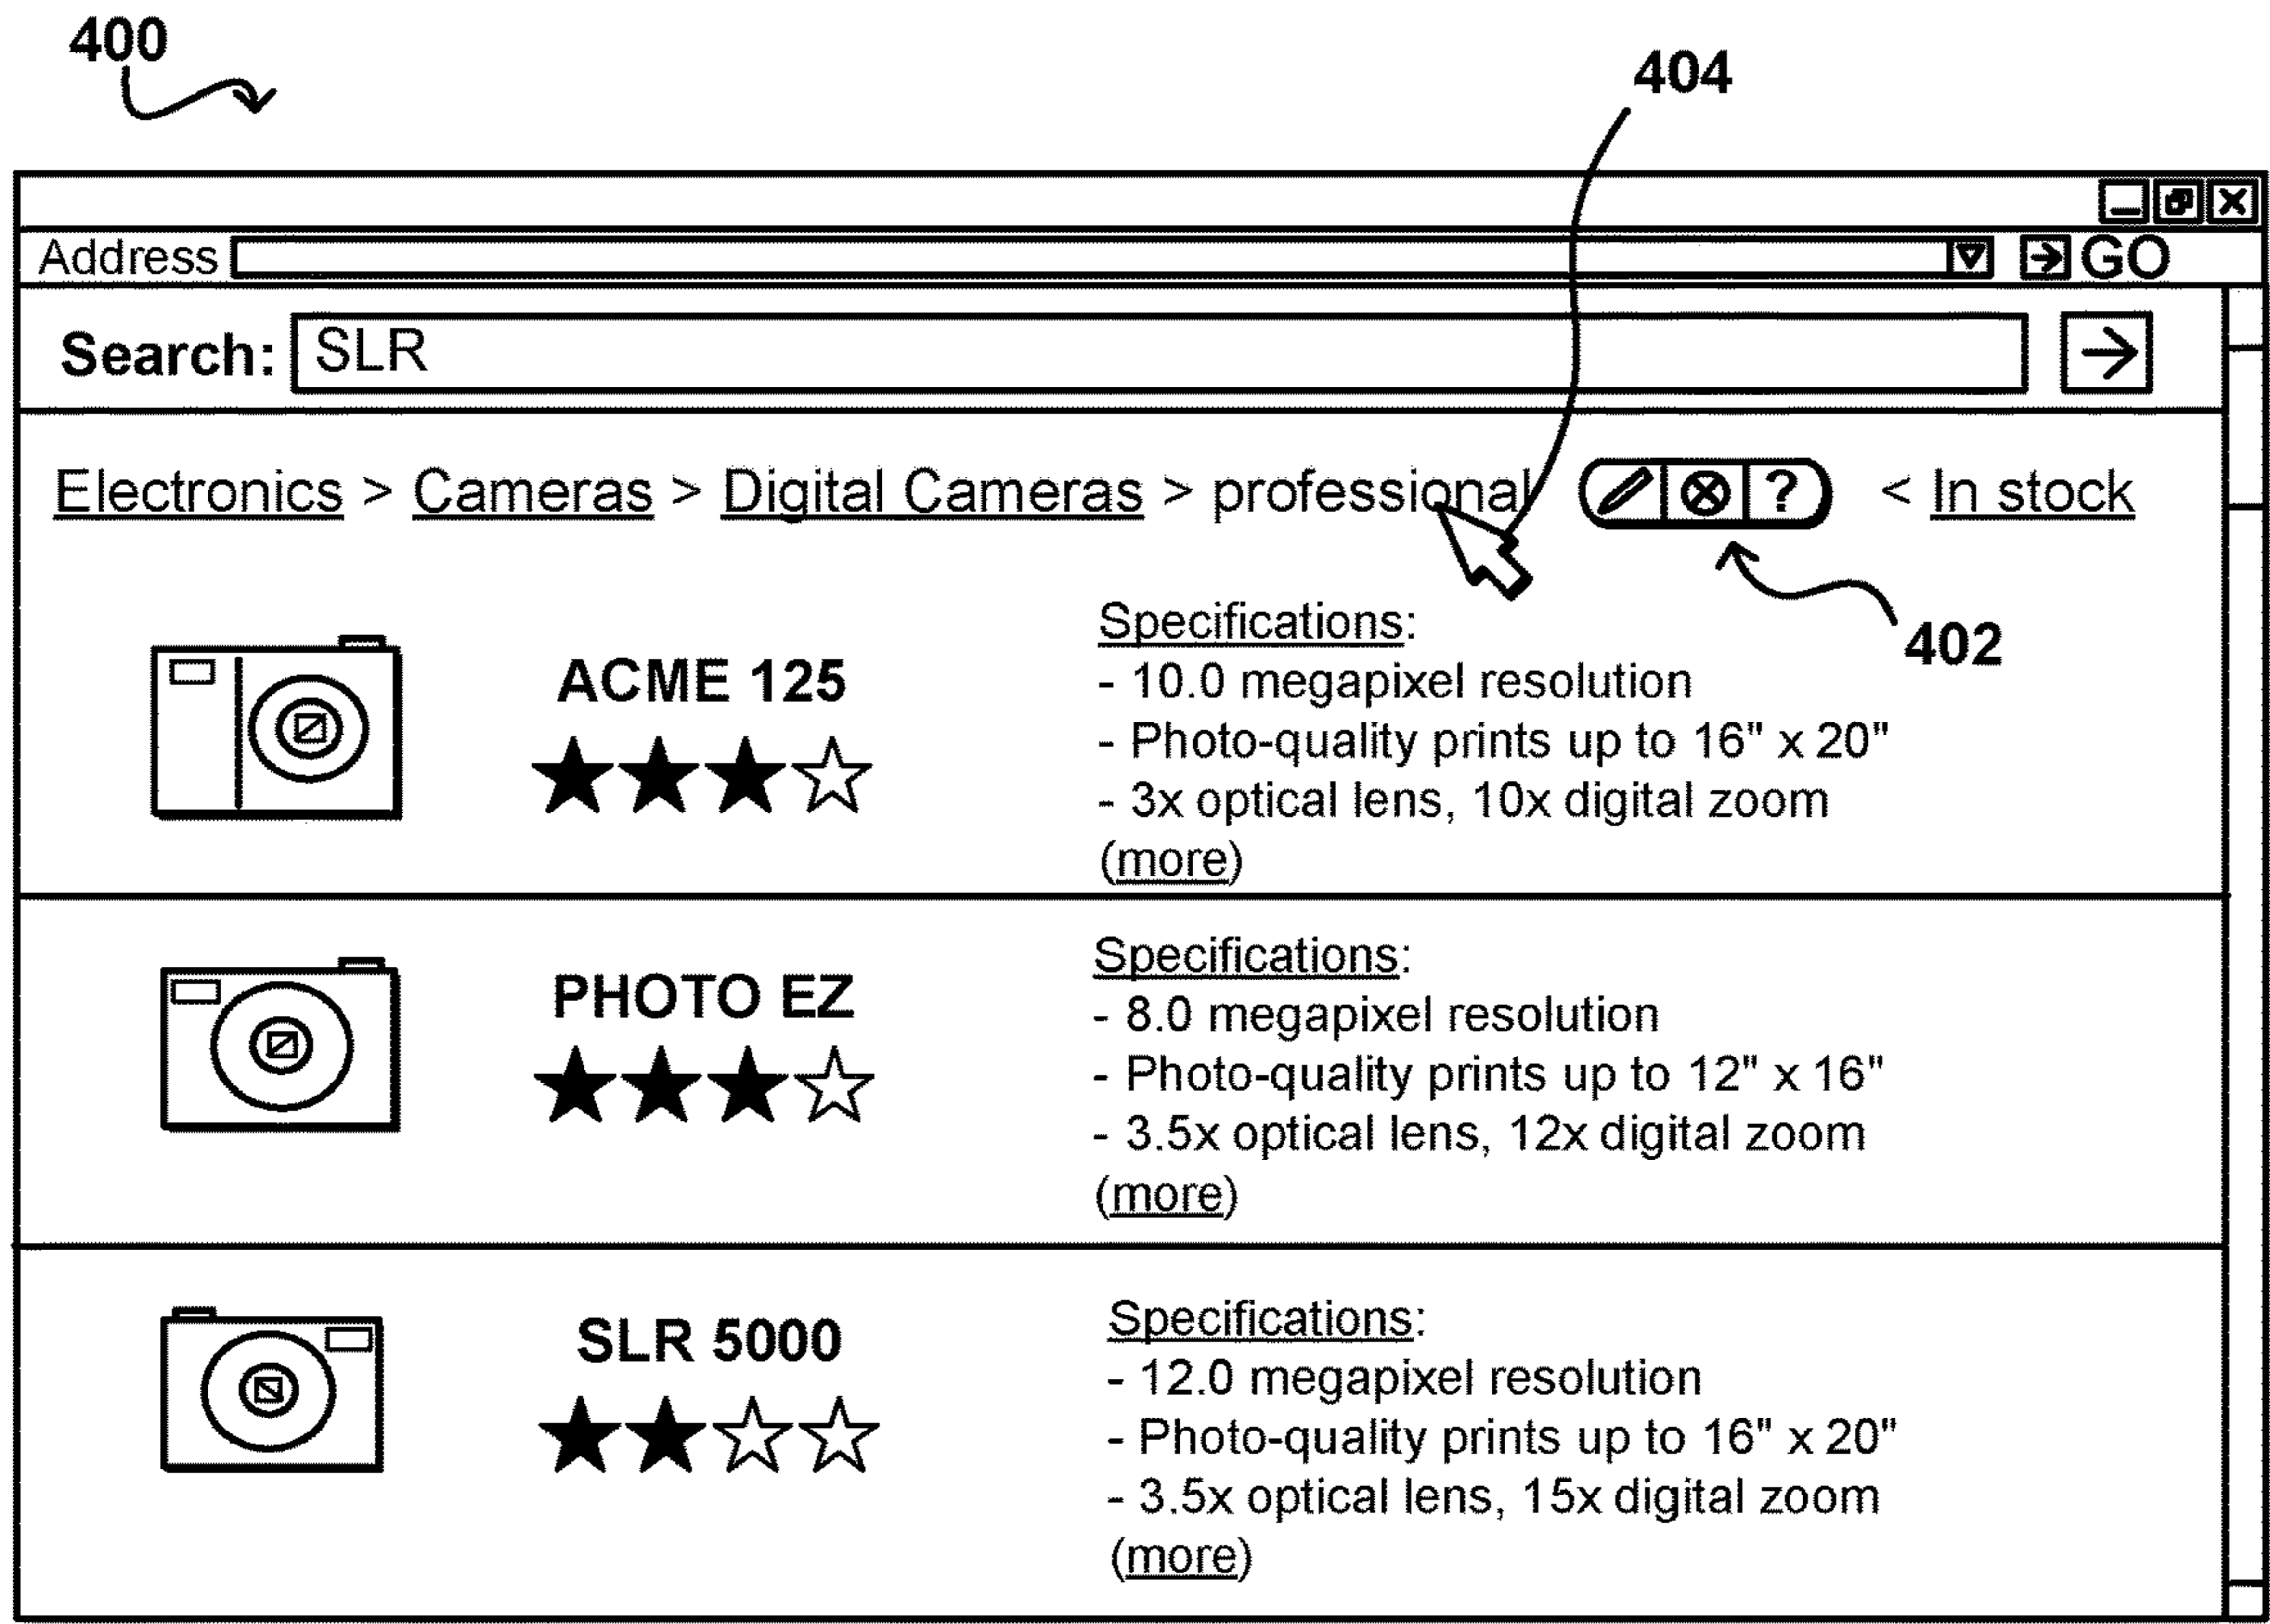 400
404
Address GO
Search: SLR
Electronics > Cameras > Digital Cameras > professional ? < In stock
402
ACME 125
Specifications:
- 10.0 megapixel resolution
- Photo-quality prints up to 16" x 20"
- 3x optical lens, 10x digital zoom
(more)
PHOTO EZ
Specifications:
- 8.0 megapixel resolution
- Photo-quality prints up to 12" x 16"
- 3.5x optical lens, 12x digital zoom
(more)
SLR 5000
Specifications:
- 12.0 megapixel resolution
- Photo-quality prints up to 16" x 20"
- 3.5x optical lens, 15x digital zoom
(more)